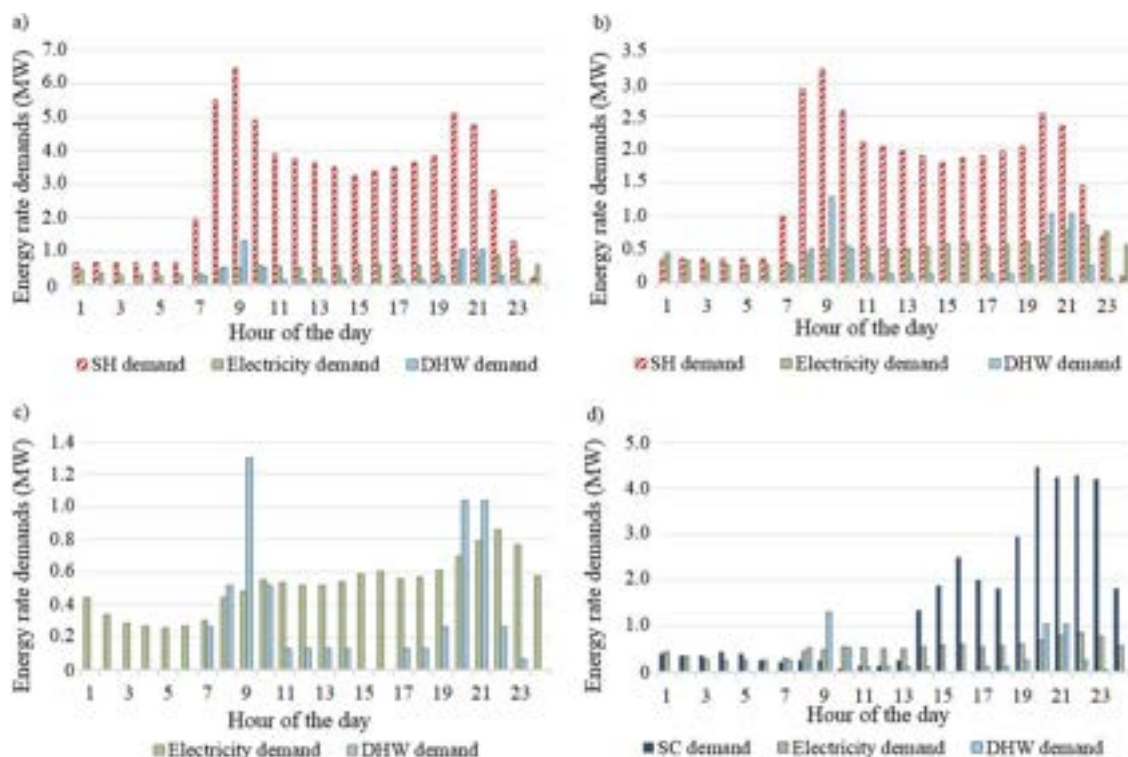 a)
Energy rate demands (MW)
7.0
6.0
5.0
4.0
3.0
2.0
1.0
0
1 3 5 7 9 11 13 15 17 19 21 23
Hour of the day
SH demand Electricity demand DHW demand
b)
Energy rate demands (MW)
3.5
3.0
2.5
2.0
1.5
1.0
0.5
0
1 3 5 7 9 11 13 15 17 19 21 23
Hour of the day
SH demand Electricity demand DHW demand
c)
Energy rate demands (MW)
1.4
1.2
1.0
0.8
0.6
0.4
0.2
0
1 3 5 7 9 11 13 15 17 19 21 23
Hour of the day
Electricity demand DHW demand
d)
Energy rate demands (MW)
5.0
4.0
3.0
2.0
1.0
0
1 3 5 7 9 11 13 15 17 19 21 23
Hour of the day
SC demand Electricity demand DHW demand